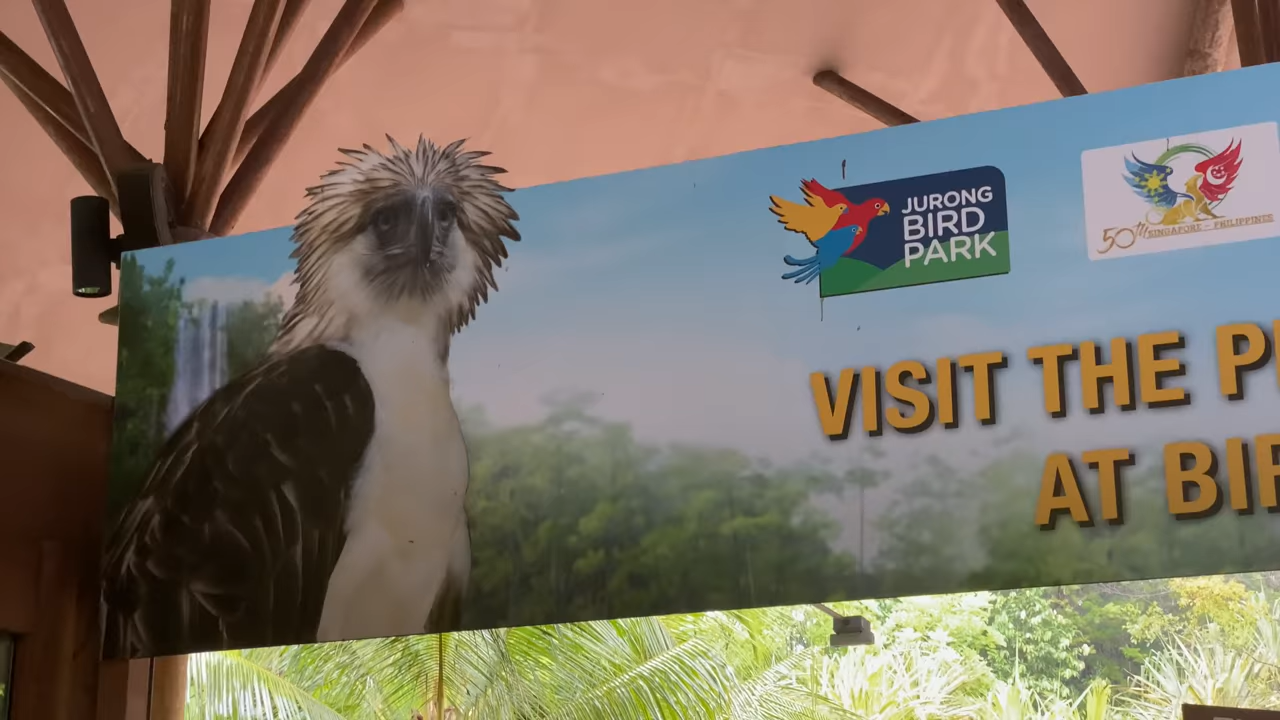 JURONG
BIRD
PARK
50th
SINGAPORE - PHILIPPINES
VISIT THE
AT